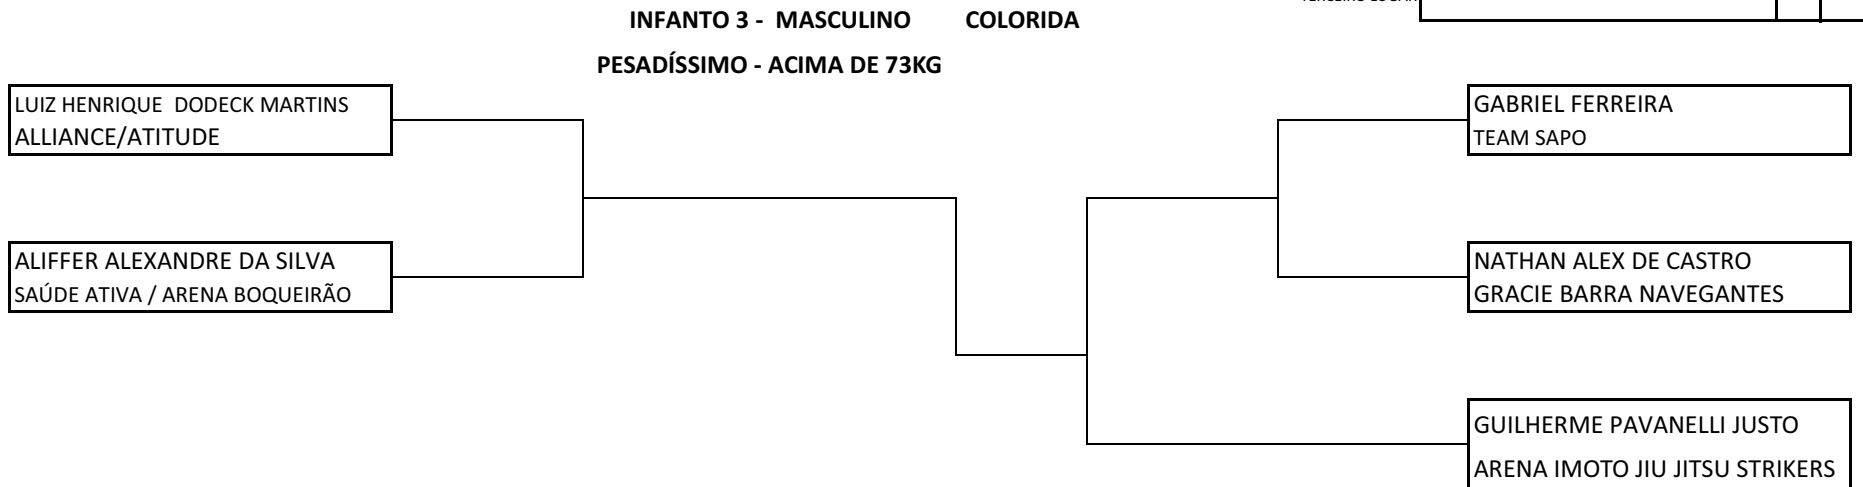 TERCEIRO LUGAR
INFANTO 3 - MASCULINO COLORIDA
PESADÍSSIMO - ACIMA DE 73KG
LUIZ HENRIQUE DODECK MARTINS
ALLIANCE/ATITUDE
GABRIEL FERREIRA
TEAM SAPO
ALIFFER ALEXANDRE DA SILVA
SAÚDE ATIVA / ARENA BOQUEIRÃO
NATHAN ALEX DE CASTRO
GRACIE BARRA NAVEGANTES
GUILHERME PAVANELLI JUSTO
ARENA IMOTO JIU JITSU STRIKERS